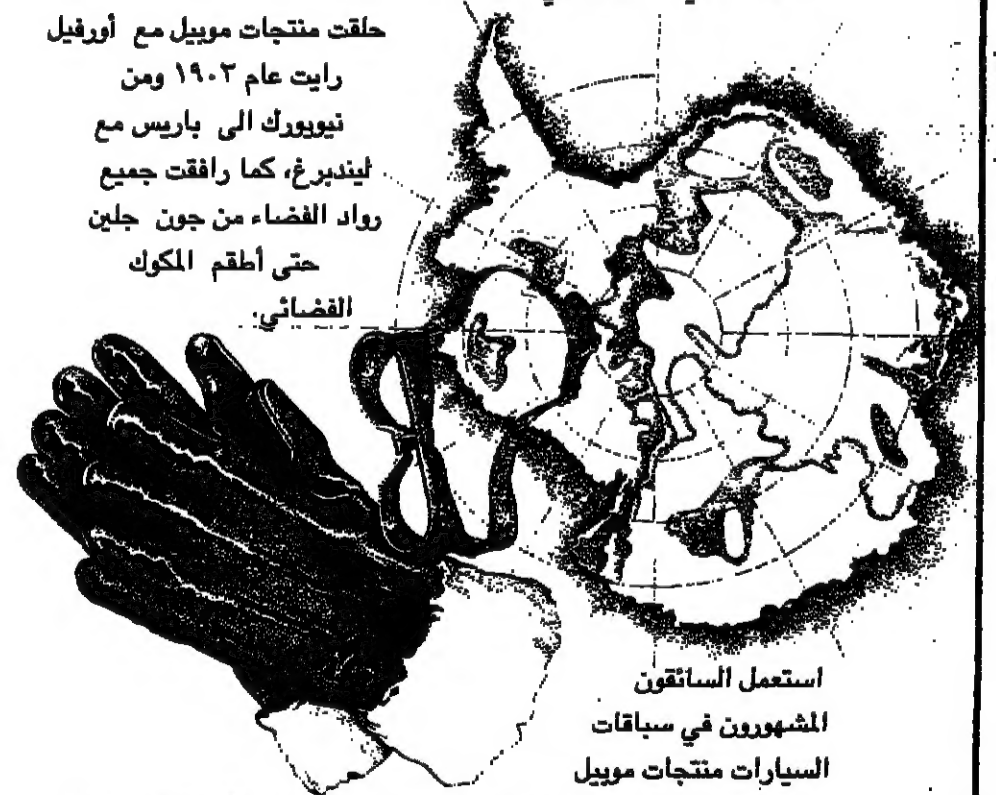 حلقت منتجات موبيل مع أورفيل
رايت عام ١٩٠٣ ومن
نيويورك الى باريس مع
ليندبرغ، كما رافقت جميع
رواد الفضاء من جون جلين
حتى أطقم المكوك
الفضائي.
استعمل السائقون
المشهورون في سباقات
السيارات منتجات موبيل